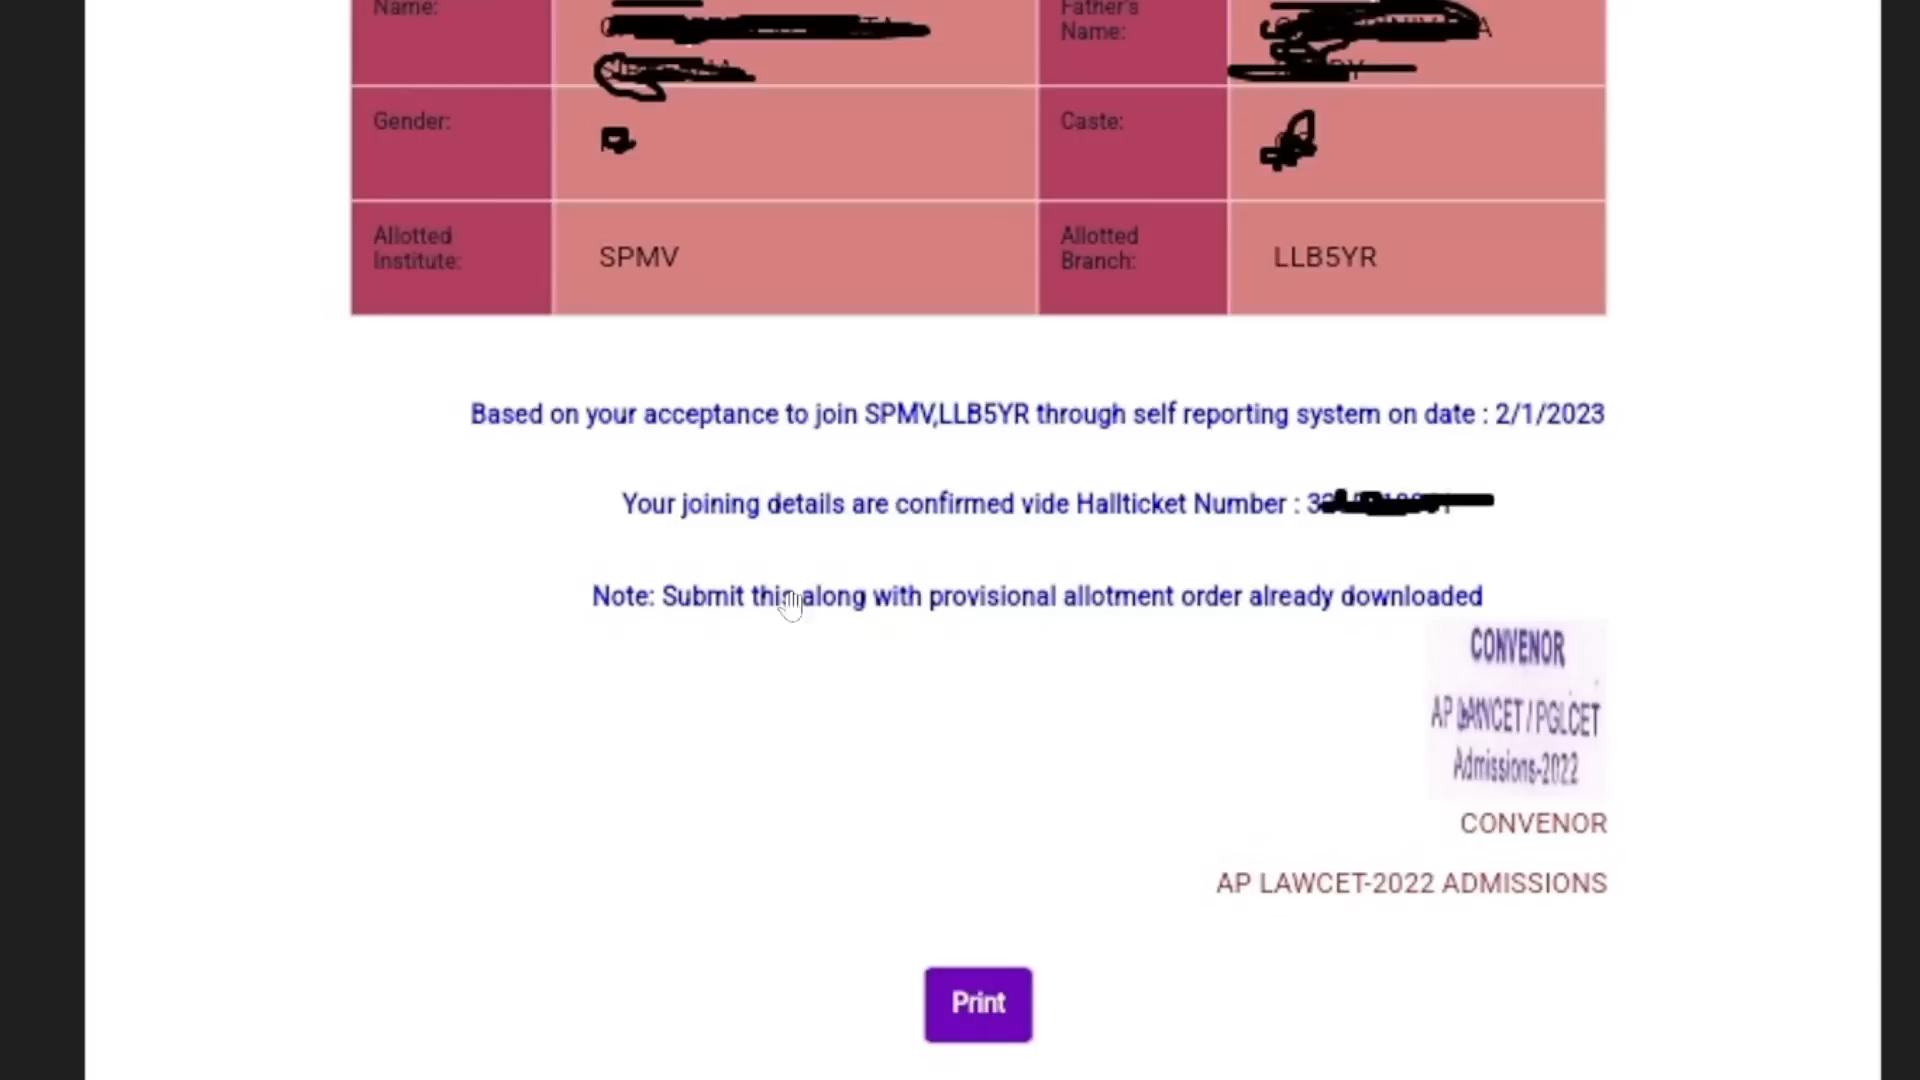 Name:
Father's
Name:
Gender:
Caste:
Allotted
Institute:
SPMV
Allotted
Branch:
LLB5YR
Based on your acceptance to join SPMV,LLB5YR through self reporting system on date : 2/1/2023
Your joining details are confirmed vide Hallticket Number :
Note: Submit this along with provisional allotment order already downloaded
CONVENOR
AP LAWCET / PGLCET
Admissions-2022
CONVENOR
AP LAWCET-2022 ADMISSIONS
Print